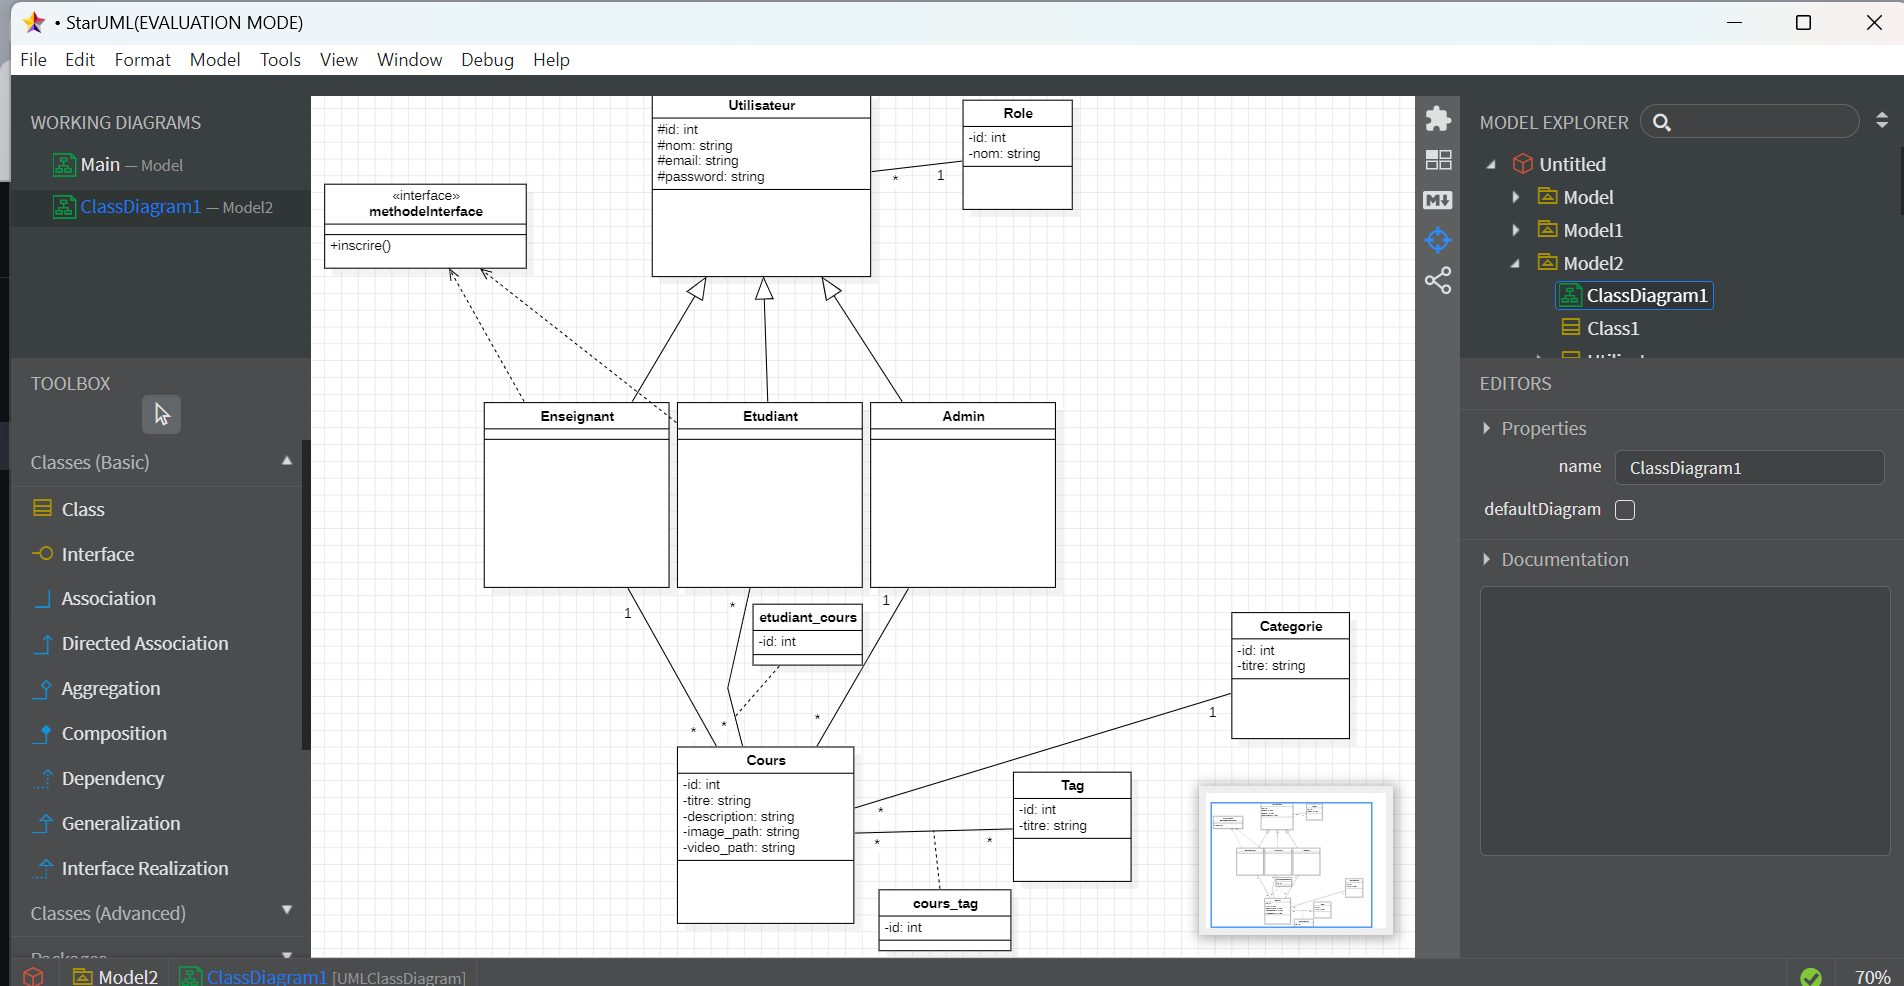 • StarUML(EVALUATION MODE)
File Edit Format Model Tools View Window Debug Help
WORKING DIAGRAMS
Main — Model
ClassDiagram1 — Model2
TOOLBOX
Classes (Basic)
Class
Interface
Association
Directed Association
Aggregation
Composition
Dependency
Generalization
Interface Realization
Classes (Advanced)
Packages
Utilisateur
#id: int
#nom: string
#email: string
#password: string
*
1
Role
-id: int
-nom: string
«interface»
methodeInterface
+inscrire()
Enseignant
Etudiant
Admin
1
*
1
etudiant_cours
-id: int
*
*
*
Cours
-id: int
-titre: string
-description: string
-image_path: string
-video_path: string
Categorie
-id: int
-titre: string
1
*
*
*
Tag
-id: int
-titre: string
cours_tag
-id: int
MODEL EXPLORER
Untitled
Model
Model1
Model2
ClassDiagram1
Class1
EDITORS
Properties
name ClassDiagram1
defaultDiagram
Documentation
Model2 ClassDiagram1 [UMLClassDiagram]
70%